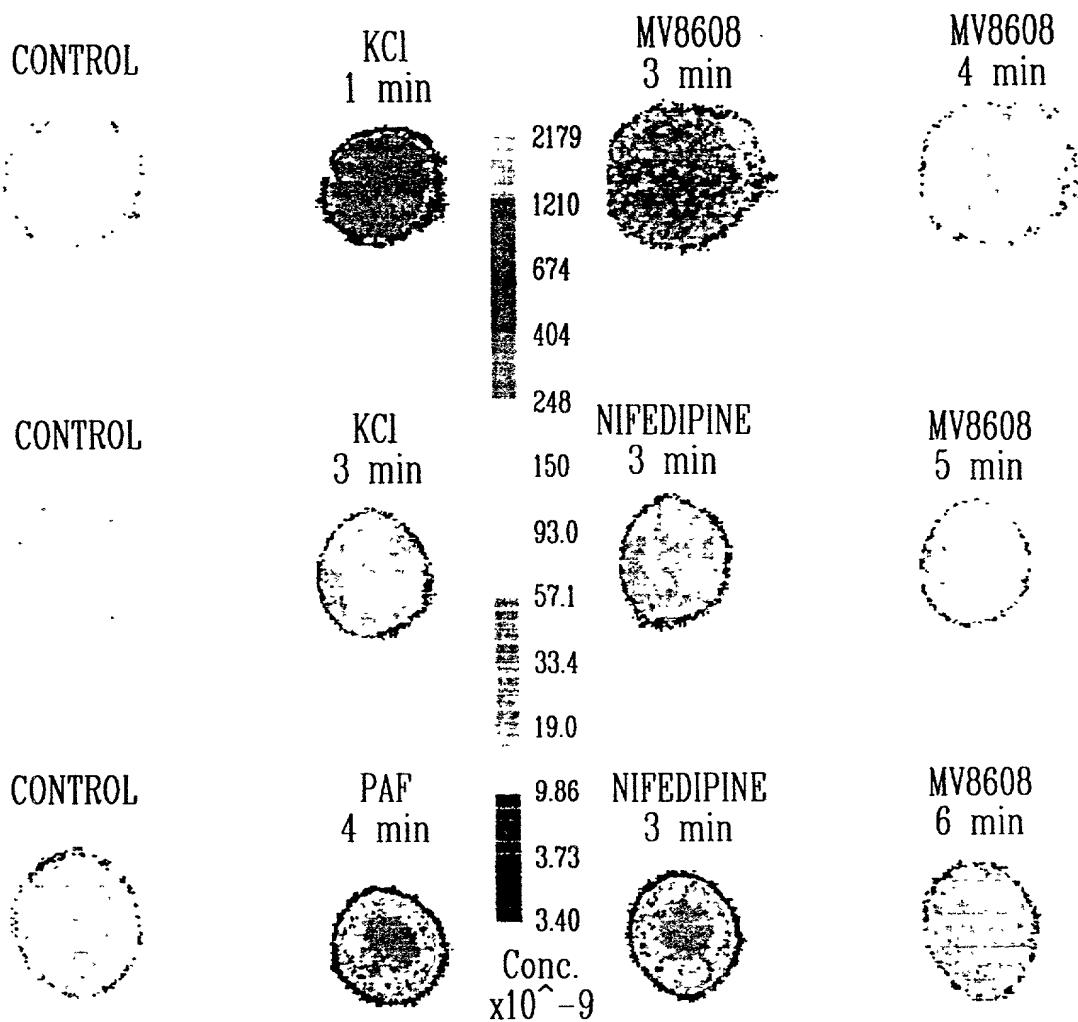 CONTROL
KCl
1 min
MV8608
3 min
MV8608
4 min
2179
1210
674
404
248
CONTROL
KCl
3 min
NIFEDIPINE
3 min
MV8608
5 min
150
93.0
57.1
33.4
19.0
CONTROL
PAF
4 min
NIFEDIPINE
3 min
MV8608
6 min
9.86
3.73
3.40
Conc.
x10^-9